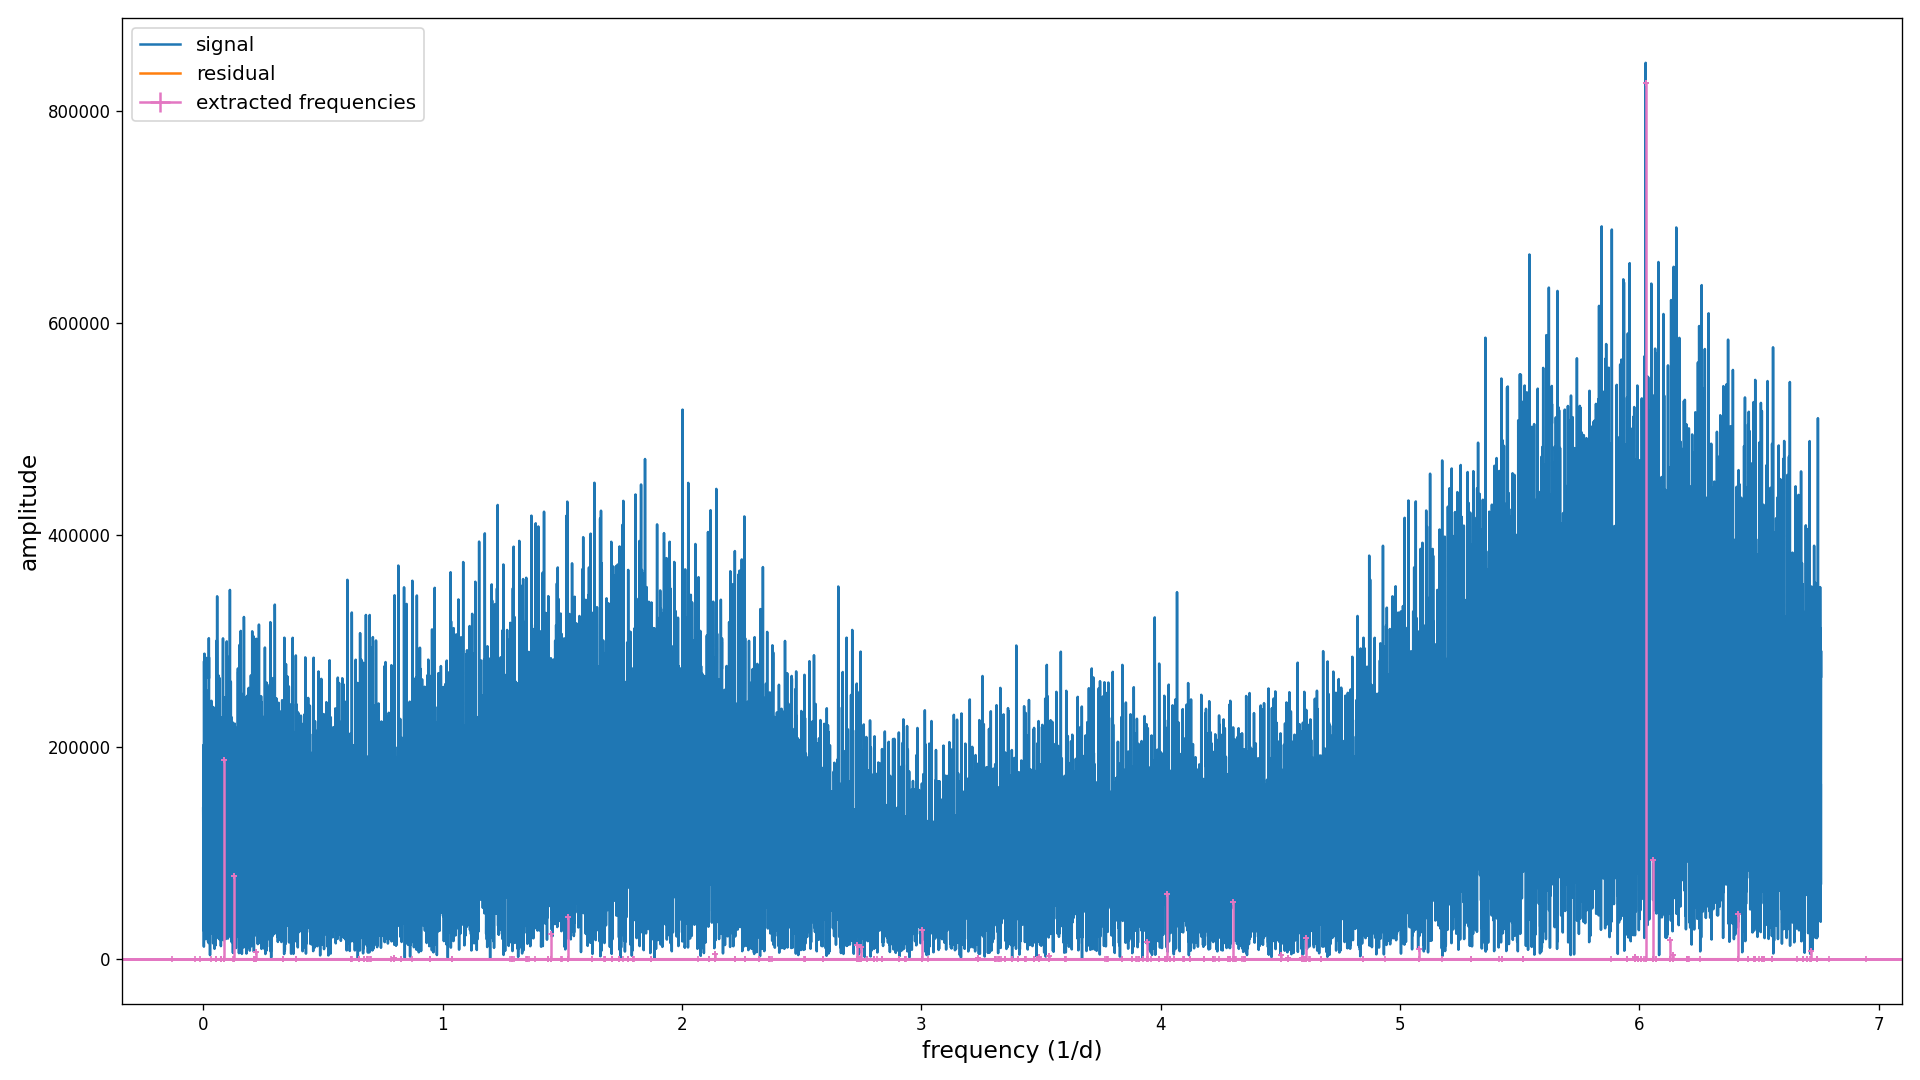 signal
residual
extracted frequencies
800000
600000
400000
200000
0
amplitude
0 1 2 3 4 5 6 7
frequency (1/d)